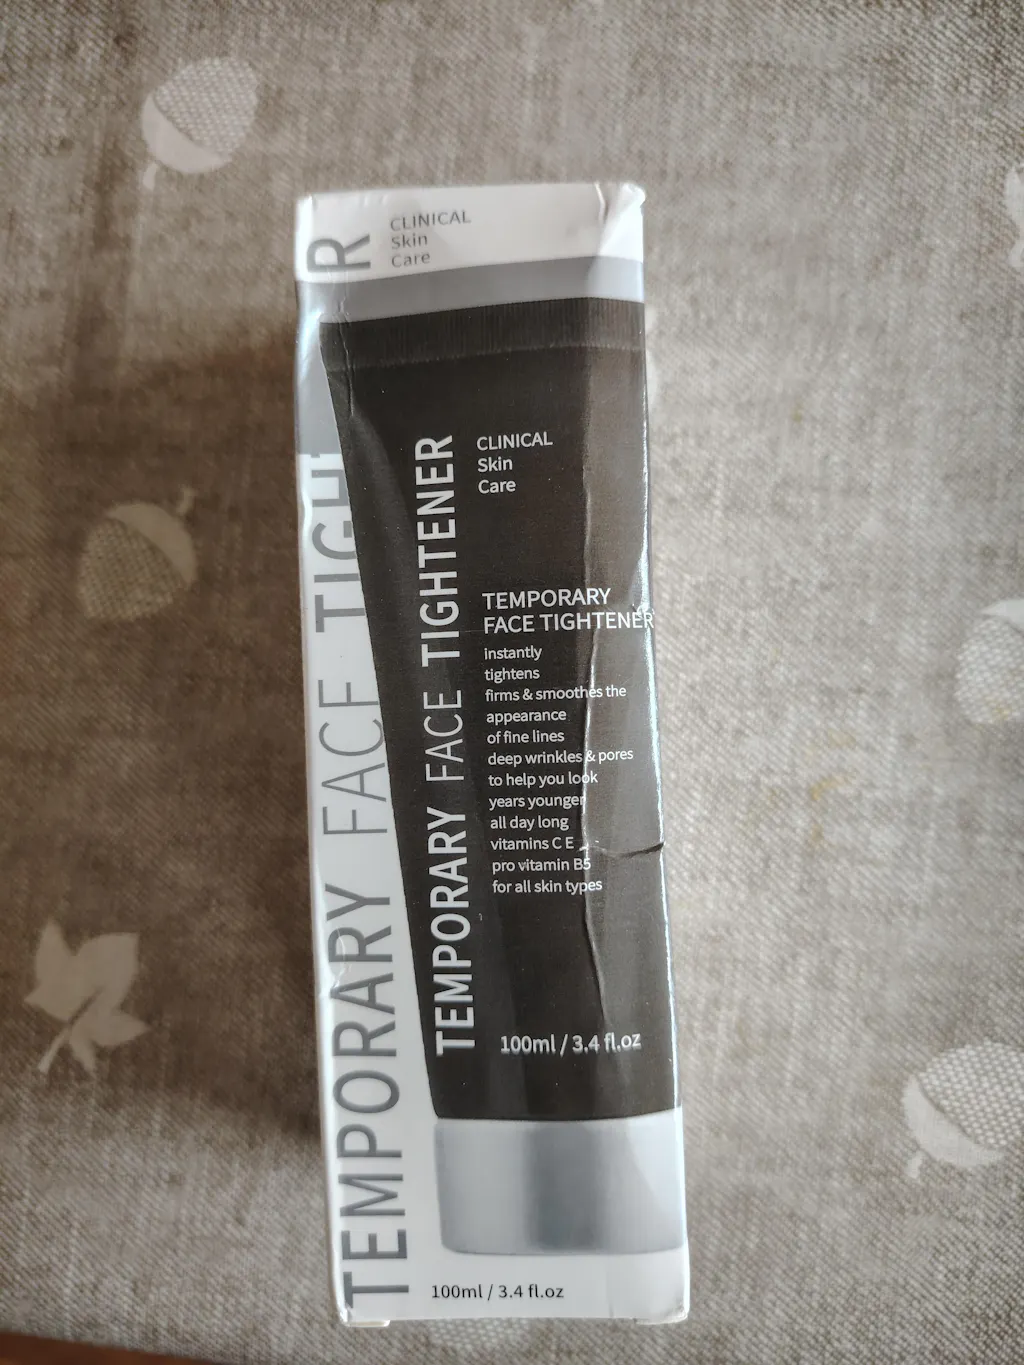 CLINICAL
Skin
Care
TEMPORARY FACE TIGHTENER
CLINICAL
Skin
Care
TEMPORARY
FACE TIGHTENER
instantly
tightens
firms & smoothes the
appearance
of fine lines
deep wrinkles & pores
to help you look
years younger
all day long
vitamins C E
pro vitamin B5
for all skin types
100ml / 3.4 fl.oz
TEMPORARY FACE TIGH R
100ml / 3.4 fl.oz